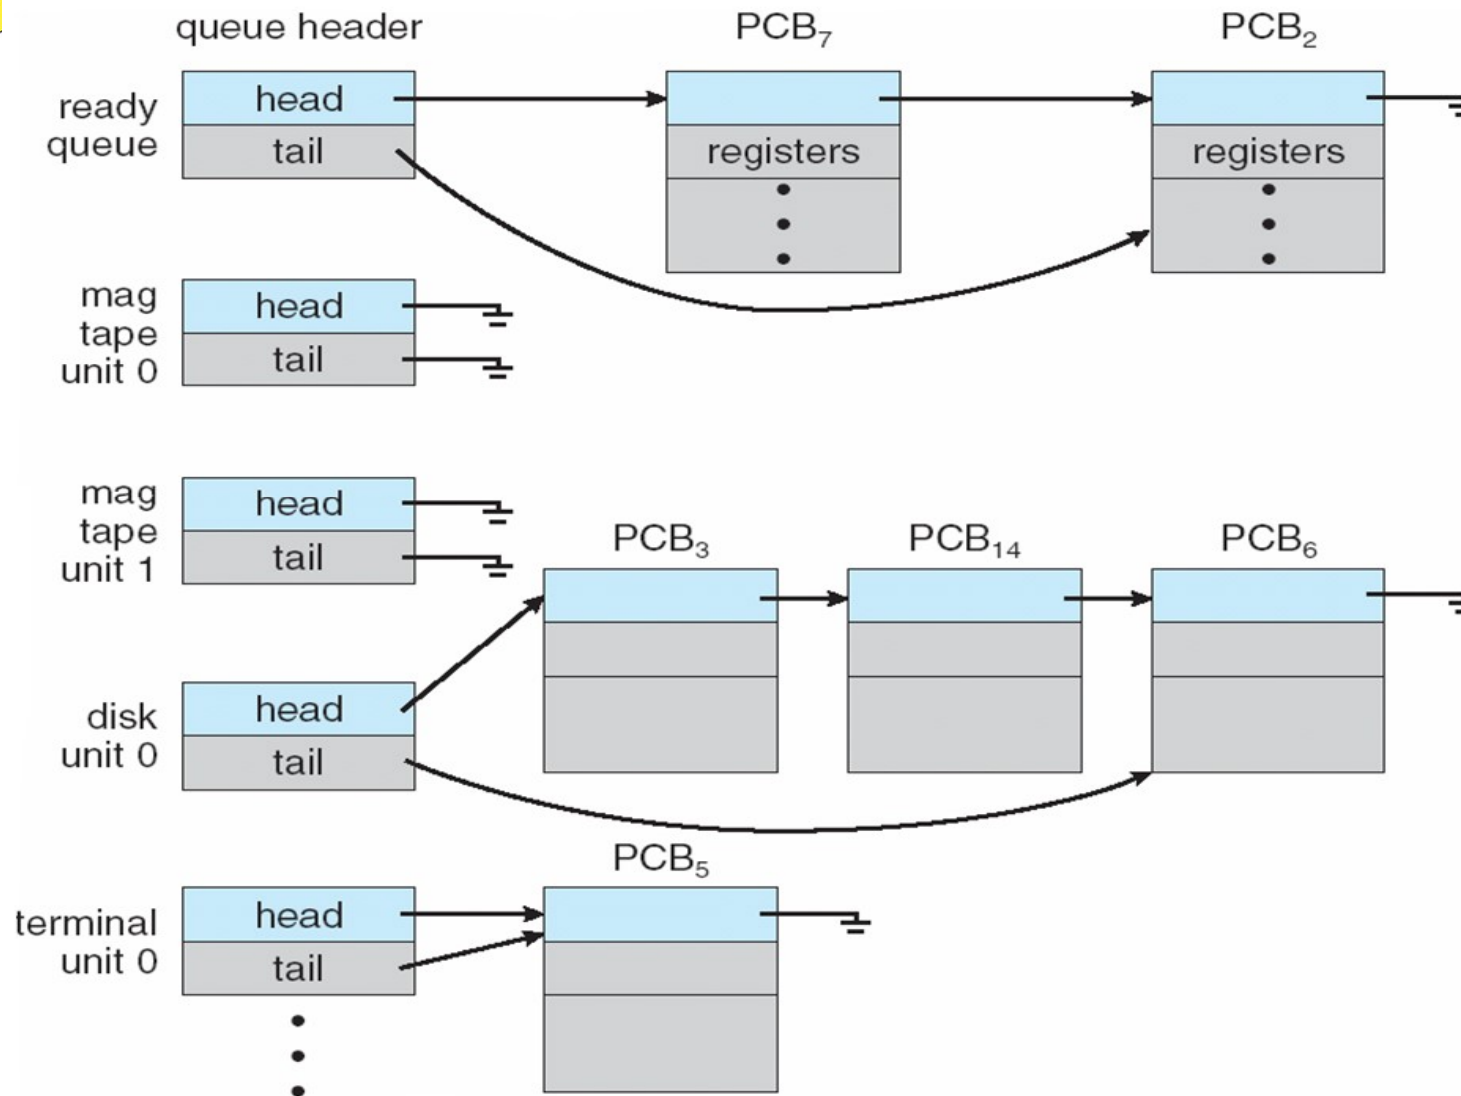 queue header
PCB7
PCB2
ready
queue
head
tail
registers
registers
mag
tape
unit 0
head
tail
mag
tape
unit 1
head
tail
PCB3
PCB14
PCB6
disk
unit 0
head
tail
PCB5
terminal
unit 0
head
tail